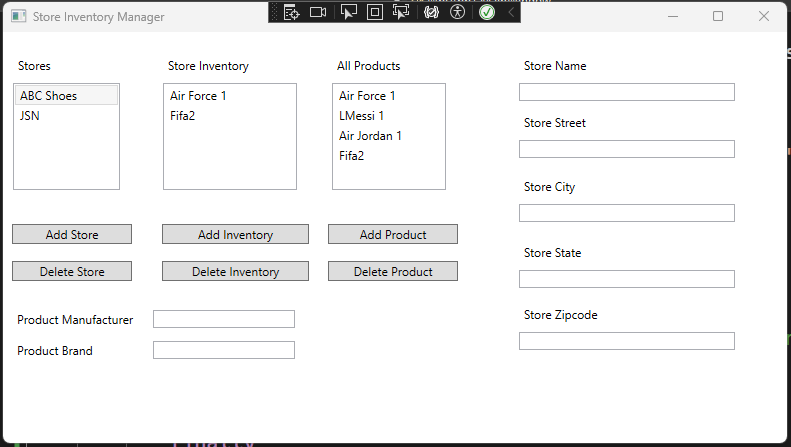 Store Inventory Manager
Stores
ABC Shoes
JSN
Store Inventory
Air Force 1
Fifa2
All Products
Air Force 1
LMessi 1
Air Jordan 1
Fifa2
Add Store
Add Inventory
Add Product
Delete Store
Delete Inventory
Delete Product
Product Manufacturer
Product Brand
Store Name
Store Street
Store City
Store State
Store Zipcode